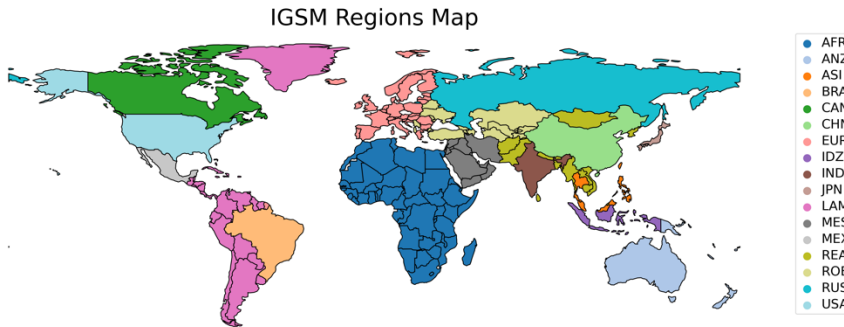 IGSM Regions Map
AFR
ANZ
ASI
BRA
CAN
CHN
EUR
IDZ
IND
JPN
LAM
MES
MEX
REA
ROE
RUS
USA